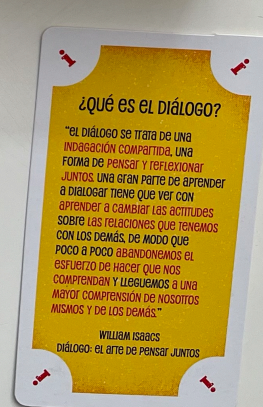 i
i
¿QUÉ ES EL DIÁLOGO?
"EL DIÁLOGO SE TRATA DE UNA
INDAGACIÓN COMPARTIDA, UNA
FORMA DE PENSAR Y REFLEXIONAR
JUNTOS. UNA GRAN PARTE DE APRENDER
A DIALOGAR TIENE QUE VER CON
APRENDER A CAMBIAR LAS ACTITUDES
SOBRE LAS RELACIONES QUE TENEMOS
CON LOS DEMÁS, DE MODO QUE
POCO A POCO ABANDONEMOS EL
ESFUERZO DE HACER QUE NOS
COMPRENDAN Y LLEGUEMOS A UNA
MAYOR COMPRENSIÓN DE NOSOTROS
MISMOS Y DE LOS DEMÁS."
WILLIAM ISAACS
DIÁLOGO: EL ARTE DE PENSAR JUNTOS
i
i